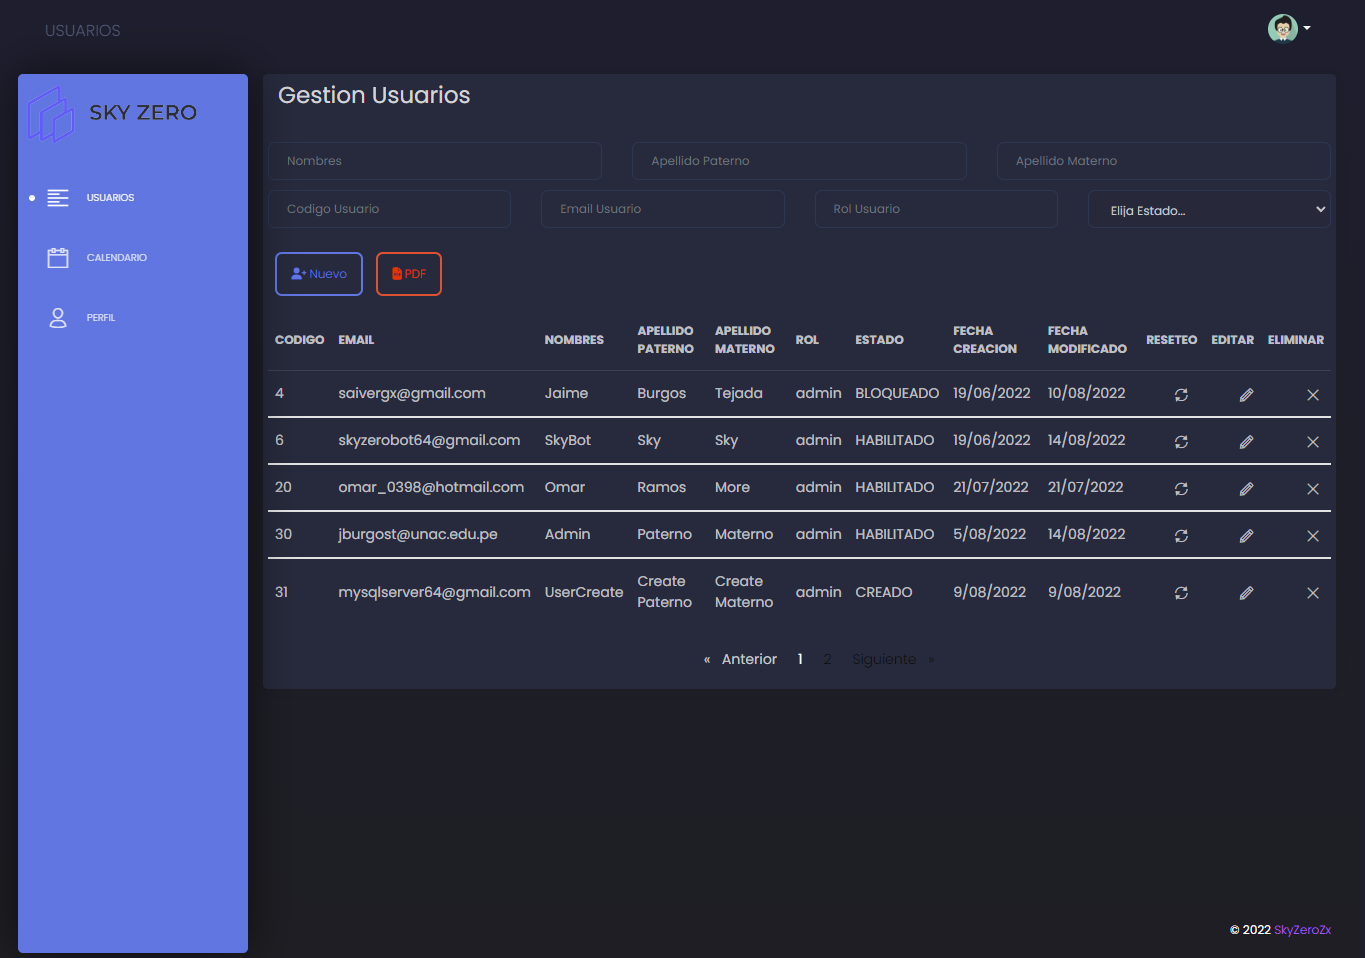 USUARIOS
SKY ZERO
USUARIOS
CALENDARIO
PERFIL
Gestion Usuarios
Nombres Apellido Paterno Apellido Materno
Codigo Usuario Email Usuario Rol Usuario Elija Estado...
Nuevo PDF
CODIGO EMAIL NOMBRES APELLIDO PATERNO APELLIDO MATERNO ROL ESTADO FECHA CREACION FECHA MODIFICADO RESETEO EDITAR ELIMINAR
4 saivergx@gmail.com Jaime Burgos Tejada admin BLOQUEADO 19/06/2022 10/08/2022
6 skyzerobot64@gmail.com SkyBot Sky Sky admin HABILITADO 19/06/2022 14/08/2022
20 omar_0398@hotmail.com Omar Ramos More admin HABILITADO 21/07/2022 21/07/2022
30 jburgost@unac.edu.pe Admin Paterno Materno admin HABILITADO 5/08/2022 14/08/2022
31 mysqlserver64@gmail.com UserCreate Create Paterno Create Materno admin CREADO 9/08/2022 9/08/2022
« Anterior 1 2 Siguiente »
© 2022 SkyZeroZx